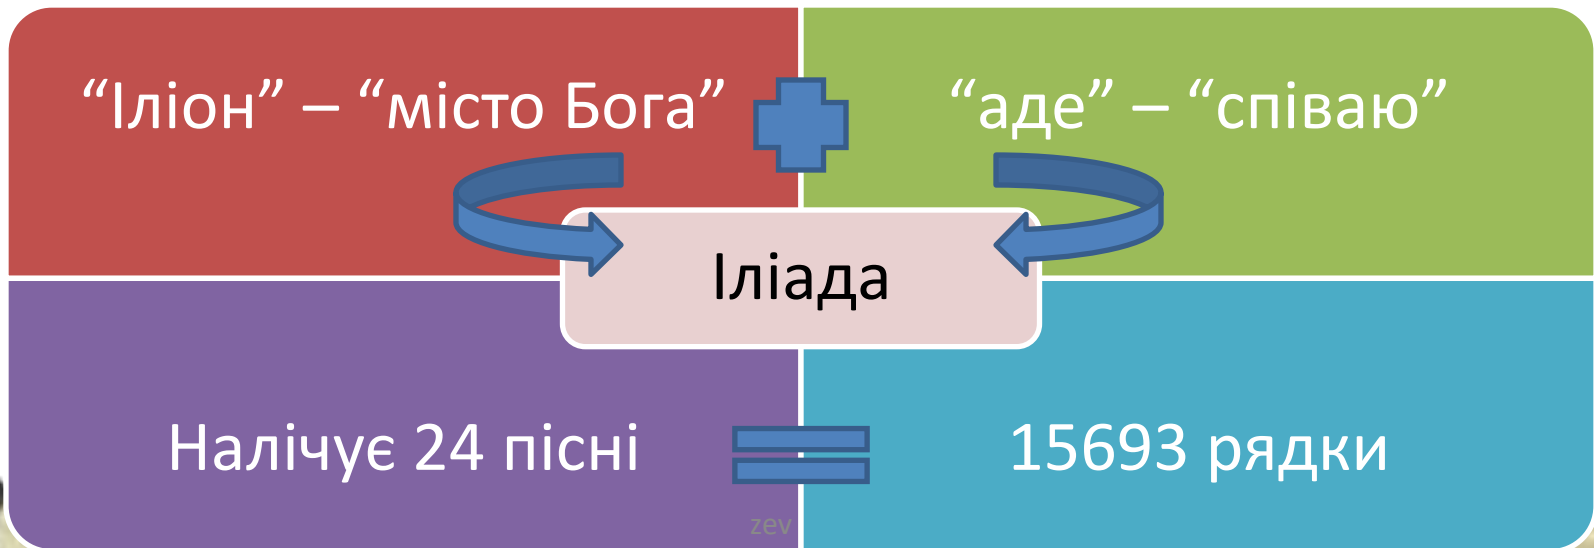 “Іліон” – “місто Бога”
“аде” – “співаю”
Іліада
Налічує 24 пісні
15693 рядки
zev